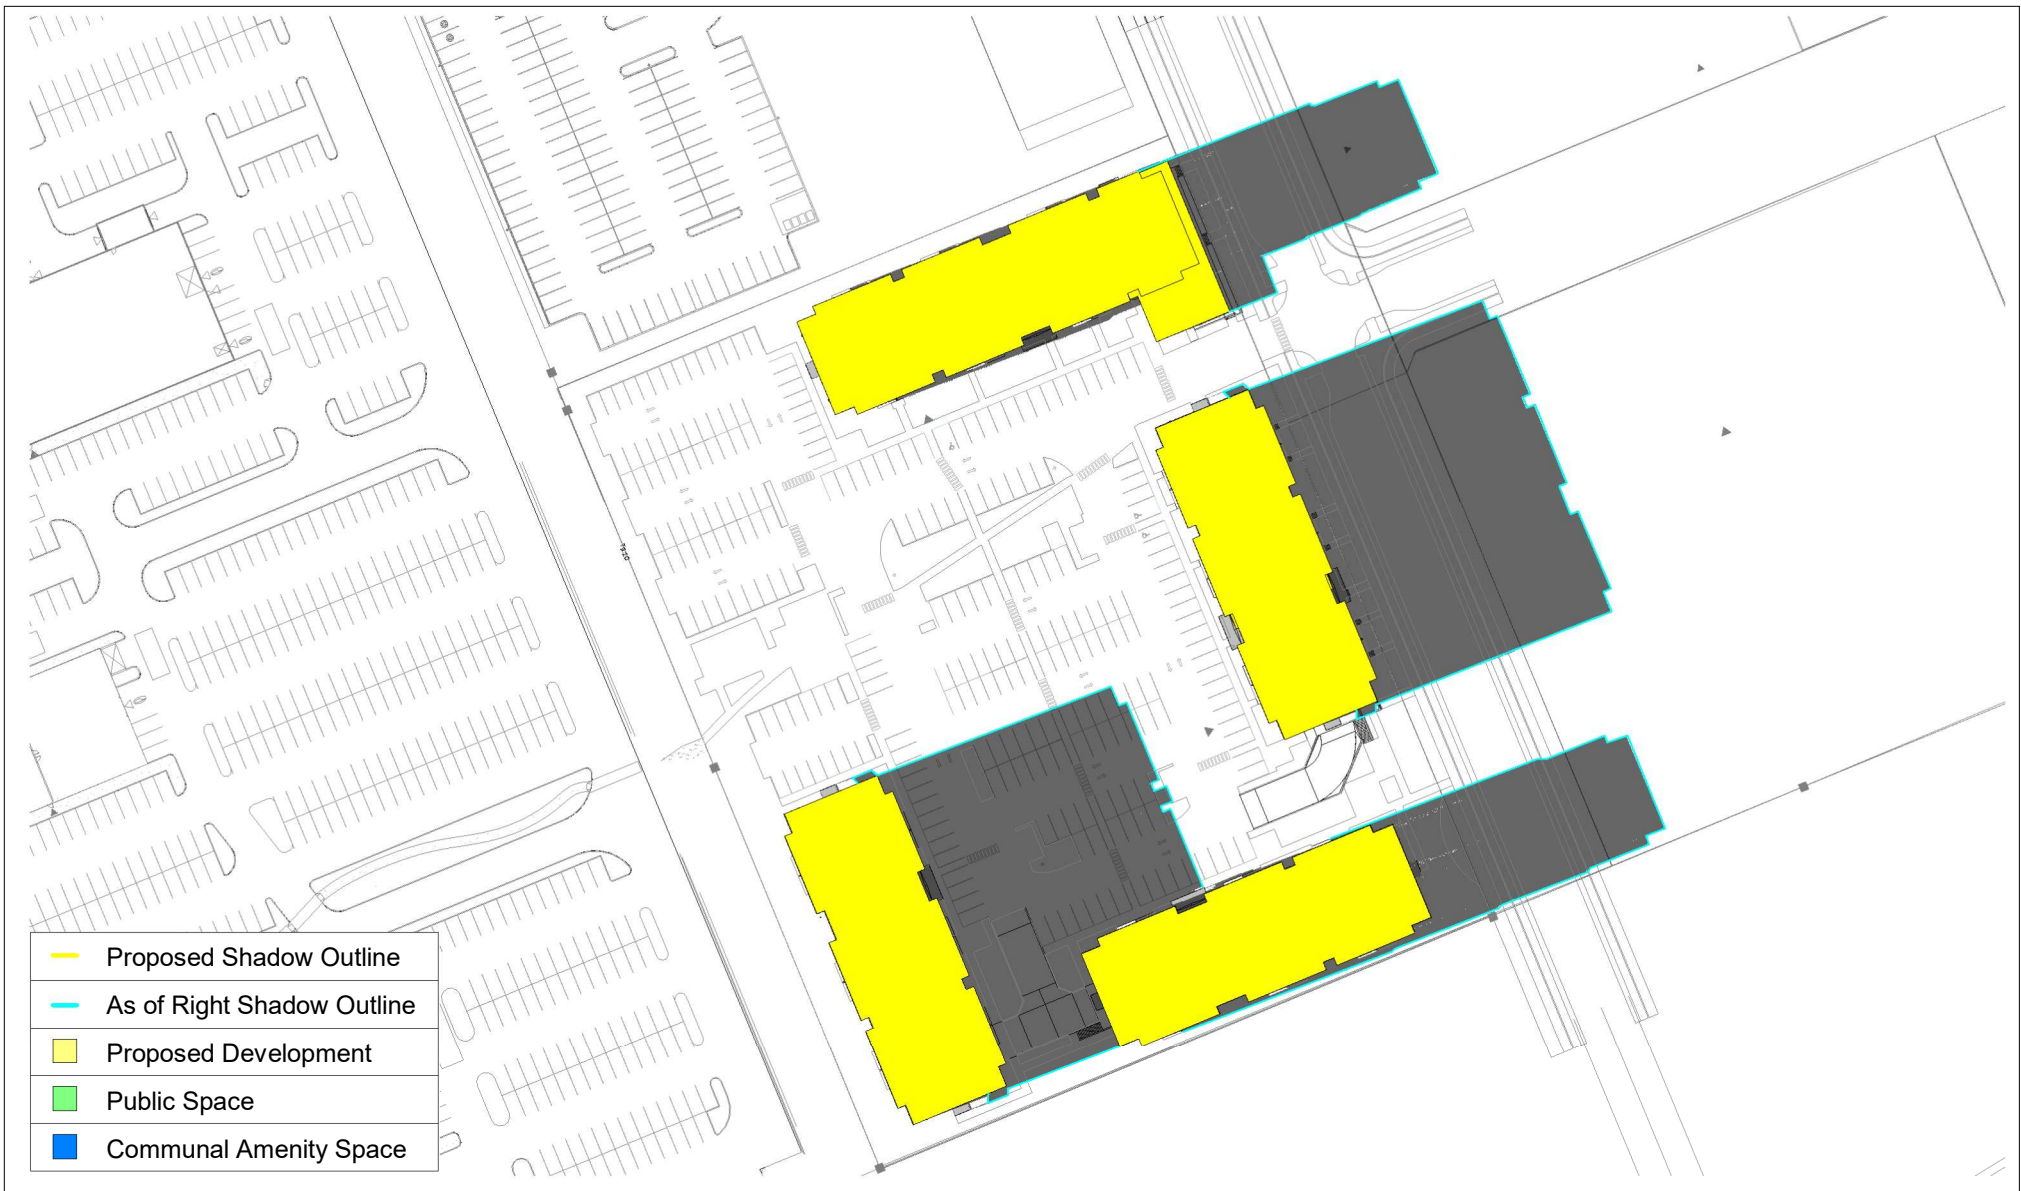 Proposed Shadow Outline
As of Right Shadow Outline
Proposed Development
Public Space
Communal Amenity Space